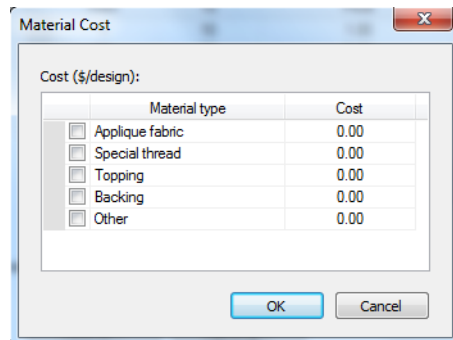 Material Cost
Cost ($/design):
Material type Cost
Applique fabric 0.00
Special thread 0.00
Topping 0.00
Backing 0.00
Other 0.00
OK Cancel